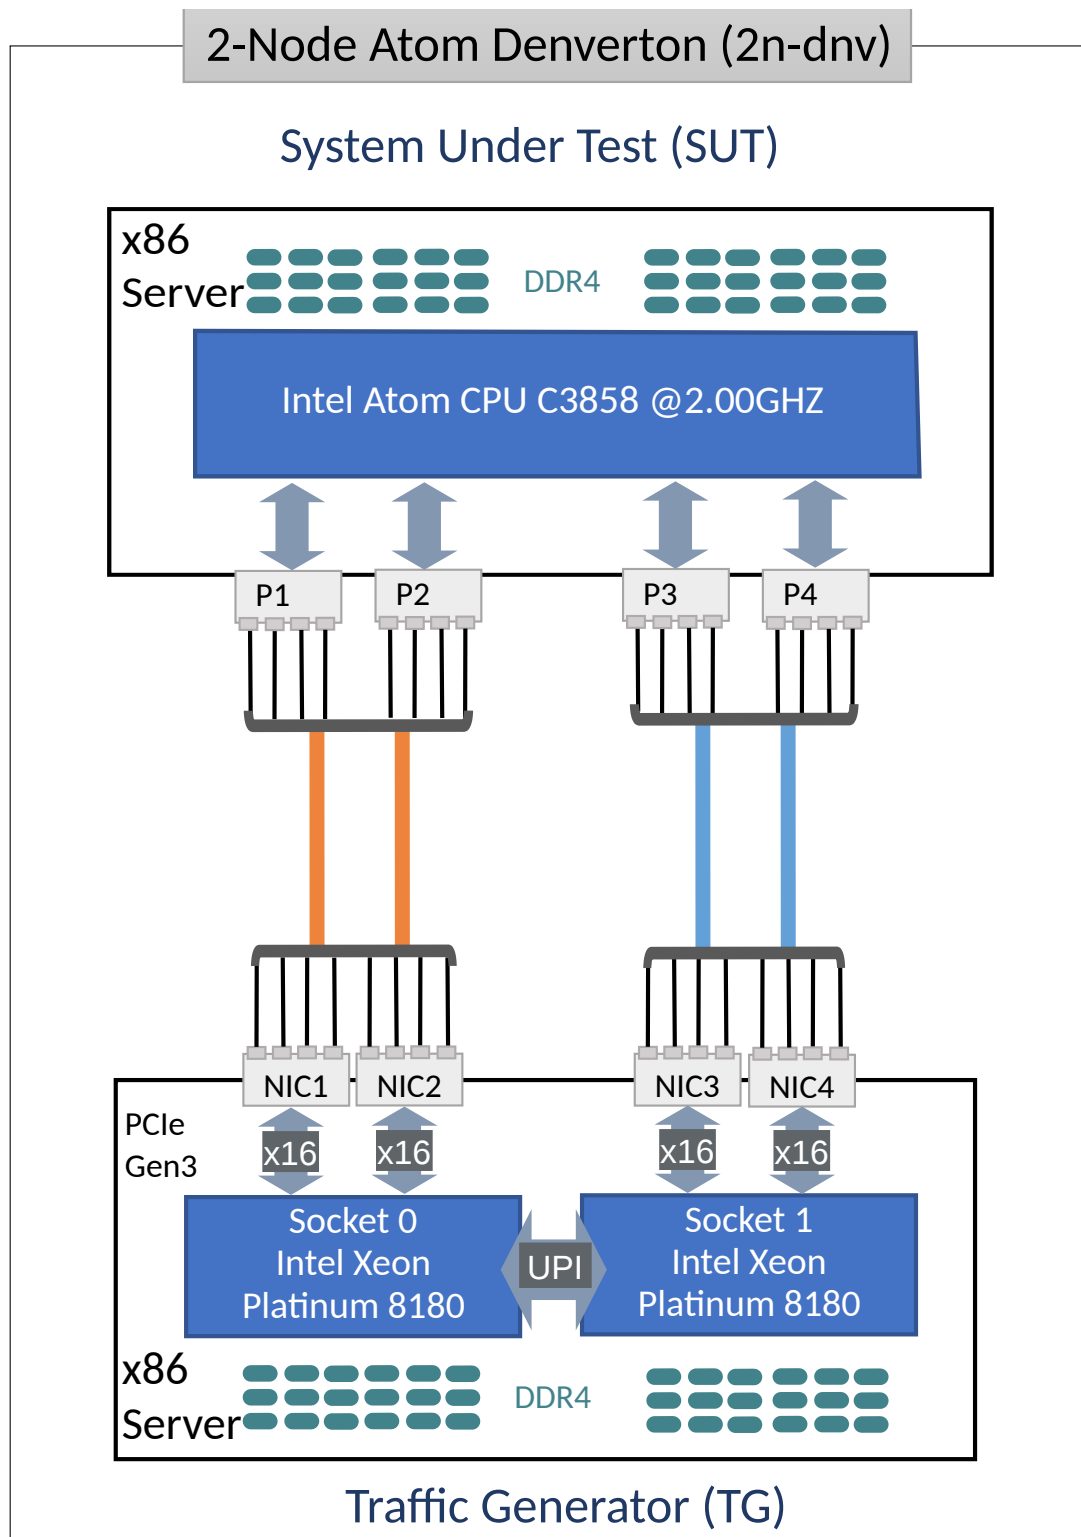 2-Node Atom Denverton (2n-dnv)
System Under Test (SUT)
x86
Server
DDR4
Intel Atom CPU C3858 @2.00GHZ
P1
P2
P3
P4
NIC1
NIC2
NIC3
NIC4
PCIe
Gen3
x16
x16
x16
x16
Socket 0
Intel Xeon
Platinum 8180
UPI
Socket 1
Intel Xeon
Platinum 8180
x86
Server
DDR4
Traffic Generator (TG)